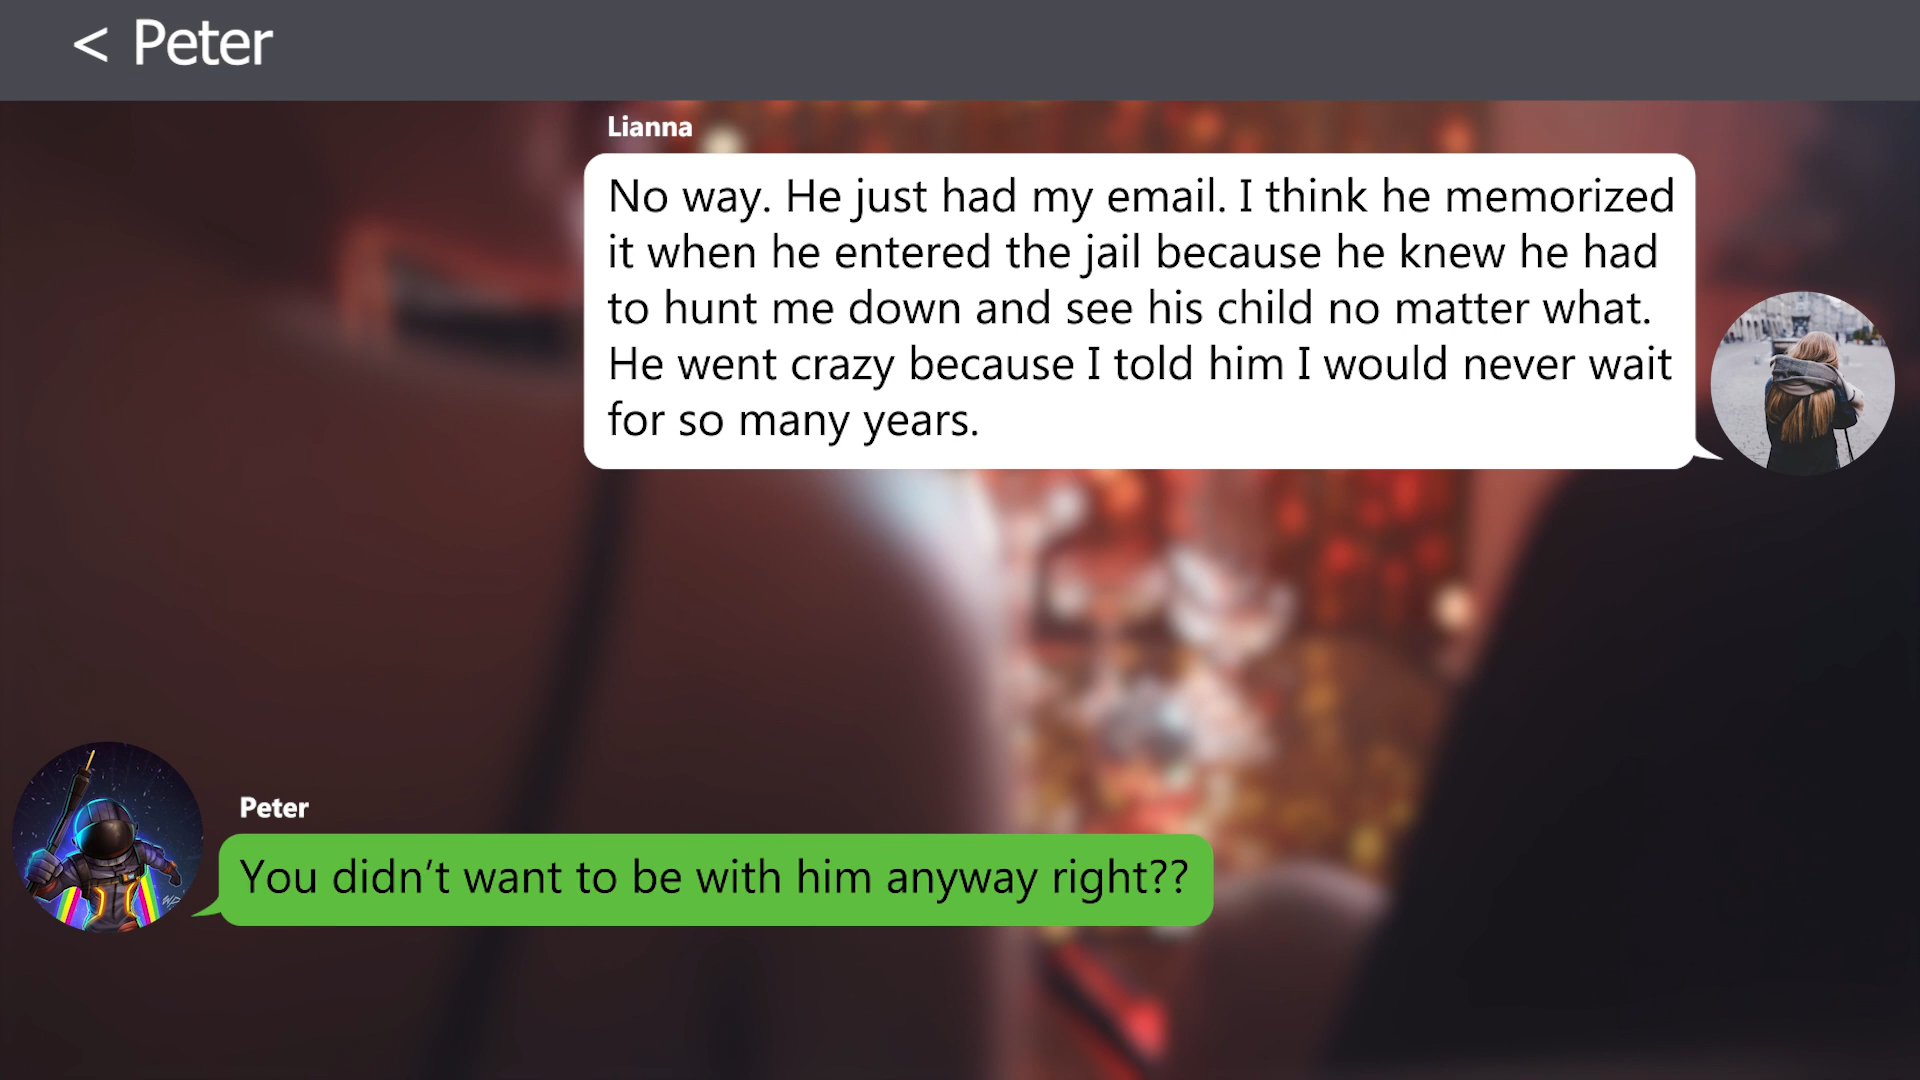 < Peter
Lianna
No way. He just had my email. I think he memorized
it when he entered the jail because he knew he had
to hunt me down and see his child no matter what.
He went crazy because I told him I would never wait
for so many years.
Peter
You didn’t want to be with him anyway right??